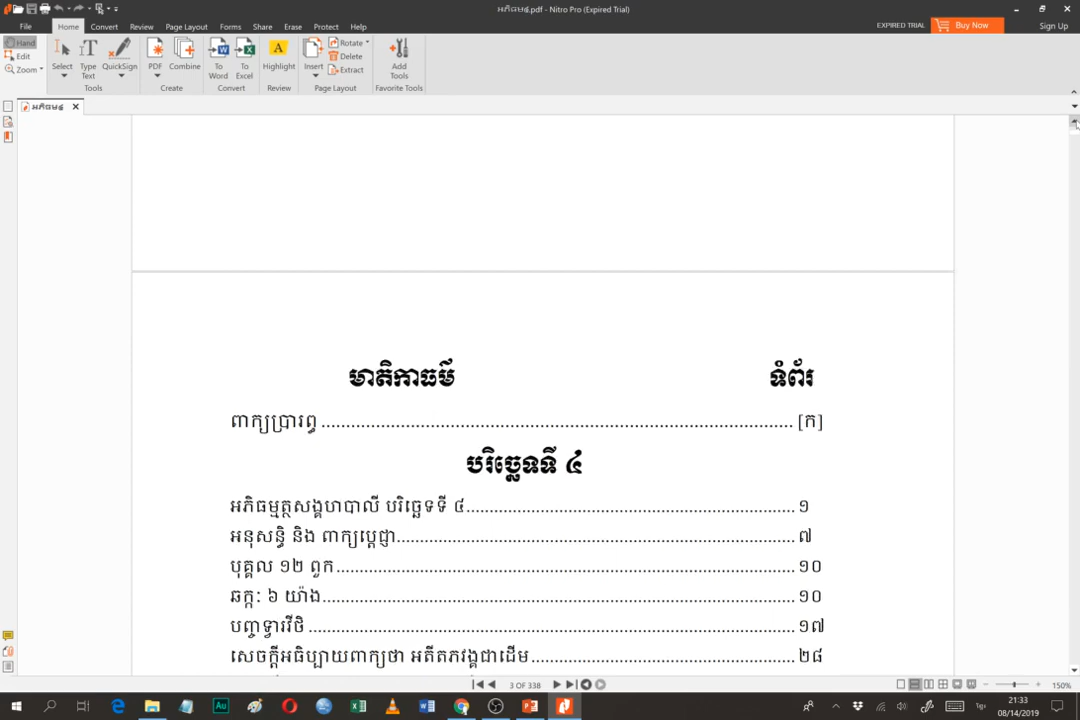 អភិធម្ម៤.pdf - Nitro Pro (Expired Trial)
File Home Convert Review Page Layout Forms Share Erase Protect Help
EXPIRED TRIAL Buy Now Sign Up
Hand
Edit
Zoom
Select
Type Text
QuickSign
Tools
PDF
Combine
Create
To Word
To Excel
Convert
Highlight
Review
Insert
Rotate
Delete
Extract
Page Layout
Add Tools
Favorite Tools
អភិធម្ម៤
មាតិកាធម៌ ទំព័រ
ពាក្យប្រារព្ធ [ក]
បរិច្ឆេទទី ៤
អភិធម្មត្ថសង្គហបាលី បរិច្ឆេទទី ៤ ១
អនុសន្ធិ និង ពាក្យប្តេជ្ញា ៧
បុគ្គល ១២ ពួក ១០
ឆក្កៈ ៦ យ៉ាង ១០
បញ្ចទ្វារវីថិ ១៧
សេចក្តីអធិប្បាយពាក្យថា អតីតភវង្គជាដើម ២៨
3 OF 338
150%
21:33
08/14/2019